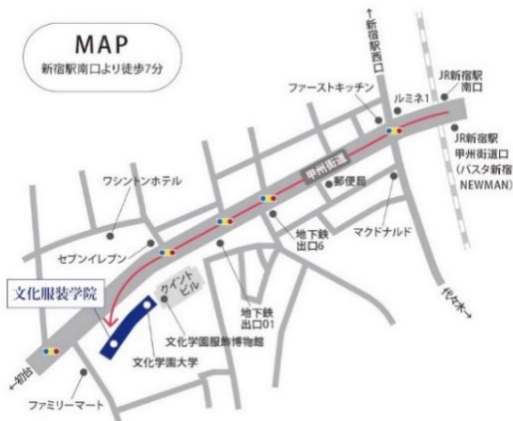 MAP
新宿駅南口より徒歩7分
←新宿駅西口
JR新宿駅
南口
ファーストキッチン
ルミネ1
JR新宿駅
甲州街道口
(バスタ新宿
NEWMAN)
甲州街道
郵便局
ワシントンホテル
地下鉄
出口6
マクドナルド
セブンイレブン
代々木→
文化服装学院
クイント
ビル
地下鉄
出口01
文化学園服飾博物館
文化学園大学
←初台
ファミリーマート